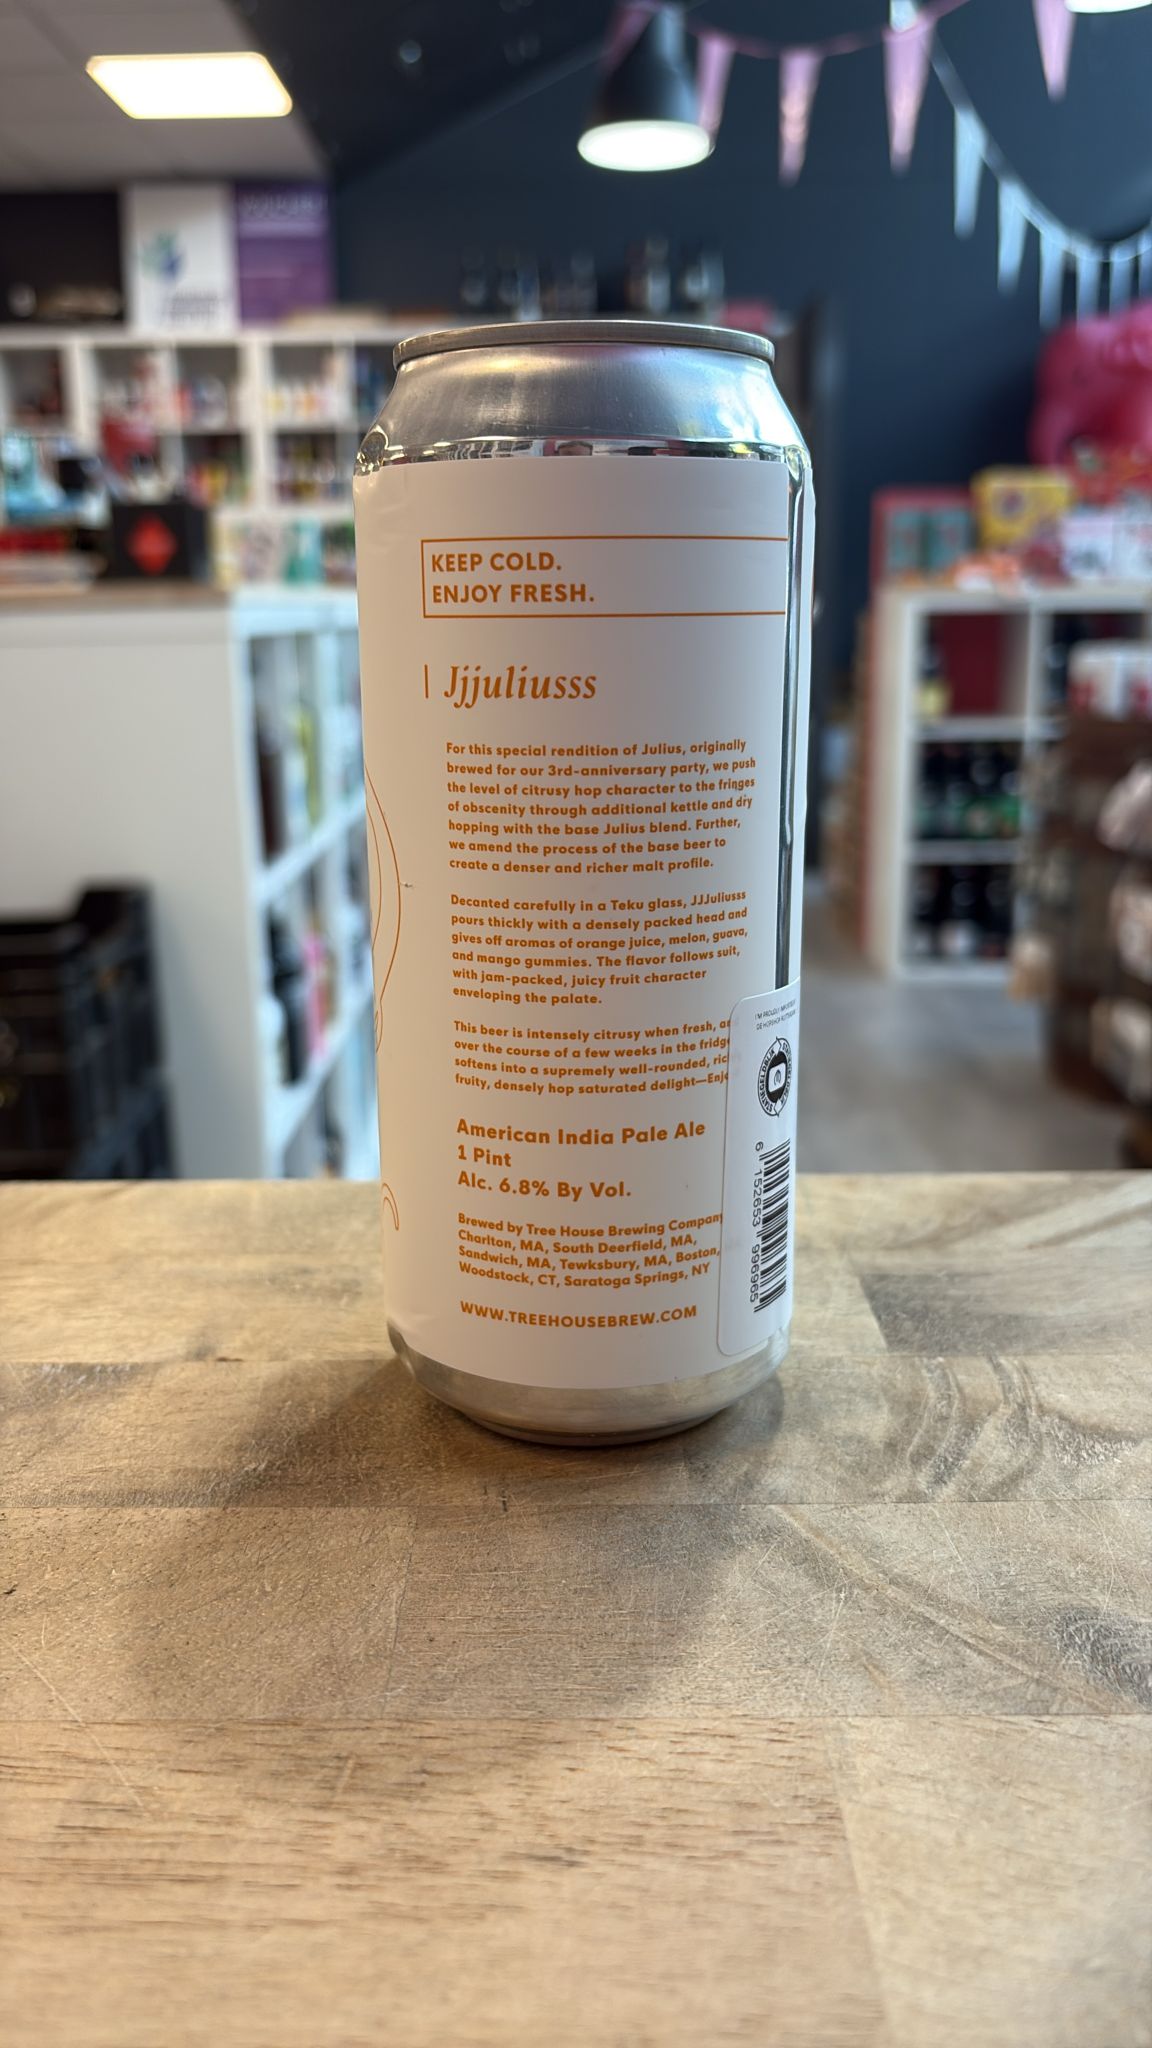 KEEP COLD.
ENJOY FRESH.
Jjjuliusss
For this special rendition of Julius, originally
brewed for our 3rd-anniversary party, we push
the level of citrusy hop character to the fringes
of obscenity through additional kettle and dry
hopping with the base Julius blend. Further,
we amend the process of the base beer to
create a denser and richer malt profile.
Decanted carefully in a Teku glass, JJJuliusss
pours thickly with a densely packed head and
gives off aromas of orange juice, melon, guava,
and mango gummies. The flavor follows suit,
with jam-packed, juicy fruit character
enveloping the palate.
This beer is intensely citrusy when fresh,
over the course of a few weeks in the
softens into a supremely well-rounded,
fruity, densely hop saturated delight—
American India Pale Ale
1 Pint
Alc. 6.8% By Vol.
Brewed by Tree House Brewing Company
Charlton, MA, South Deerfield, MA,
Sandwich, MA, Tewksbury, MA, Boston,
Woodstock, CT, Saratoga Springs, NY
WWW.TREEHOUSEBREW.COM
I'M PROUDLY
DE HOPSHOP
STATIEGELDBLIK
6 152653 996965